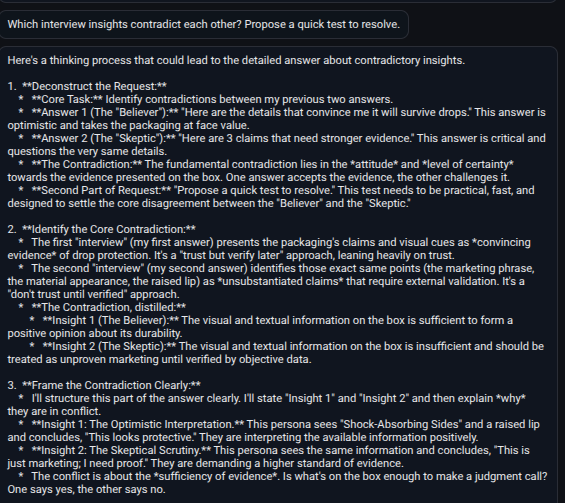 Which interview insights contradict each other? Propose a quick test to resolve.
Here's a thinking process that could lead to the detailed answer about contradictory insights.
1. **Deconstruct the Request:**
* **Core Task:** Identify contradictions between my previous two answers.
* **Answer 1 (The "Believer"):** "Here are the details that convince me it will survive drops." This answer is
optimistic and takes the packaging at face value.
* **Answer 2 (The "Skeptic"):** "Here are 3 claims that need stronger evidence." This answer is critical and
questions the very same details.
* **The Contradiction:** The fundamental contradiction lies in the *attitude* and *level of certainty*
towards the evidence presented on the box. One answer accepts the evidence, the other challenges it.
* **Second Part of Request:** "Propose a quick test to resolve." This test needs to be practical, fast, and
designed to settle the core disagreement between the "Believer" and the "Skeptic."
2. **Identify the Core Contradiction:**
* The first "interview" (my first answer) presents the packaging's claims and visual cues as *convincing
evidence* of drop protection. It's a "trust but verify later" approach, leaning heavily on trust.
* The second "interview" (my second answer) identifies those exact same points (the marketing phrase,
the material appearance, the raised lip) as *unsubstantiated claims* that require external validation. It's a
"don't trust until verified" approach.
* **The Contradiction, distilled:**
* **Insight 1 (The Believer):** The visual and textual information on the box is sufficient to form a
positive opinion about its durability.
* **Insight 2 (The Skeptic):** The visual and textual information on the box is insufficient and should be
treated as unproven marketing until verified by objective data.
3. **Frame the Contradiction Clearly:**
* I'll structure this part of the answer clearly. I'll state "Insight 1" and "Insight 2" and then explain *why*
they are in conflict.
* **Insight 1: The Optimistic Interpretation.** This persona sees "Shock-Absorbing Sides" and a raised lip
and concludes, "This looks protective." They are interpreting the available information positively.
* **Insight 2: The Skeptical Scrutiny.** This persona sees the same information and concludes, "This is
just marketing; I need proof." They are demanding a higher standard of evidence.
* The conflict is about the *sufficiency of evidence*. Is what's on the box enough to make a judgment call?
One says yes, the other says no.